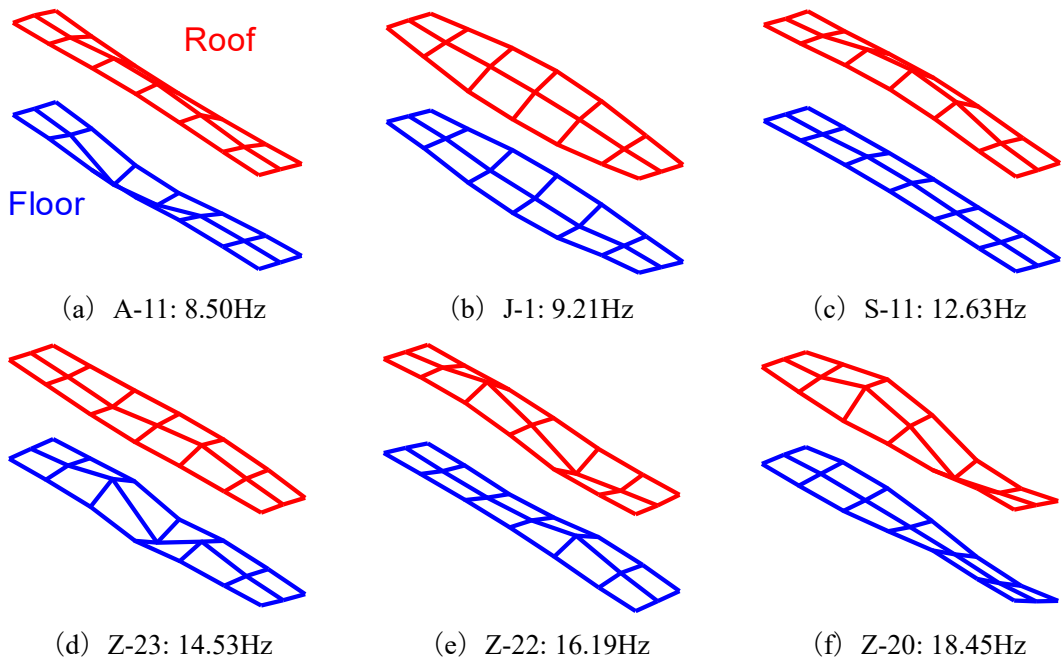 Roof
Floor
(a) A-11: 8.50Hz
(b) J-1: 9.21Hz
(c) S-11: 12.63Hz
(d) Z-23: 14.53Hz
(e) Z-22: 16.19Hz
(f) Z-20: 18.45Hz